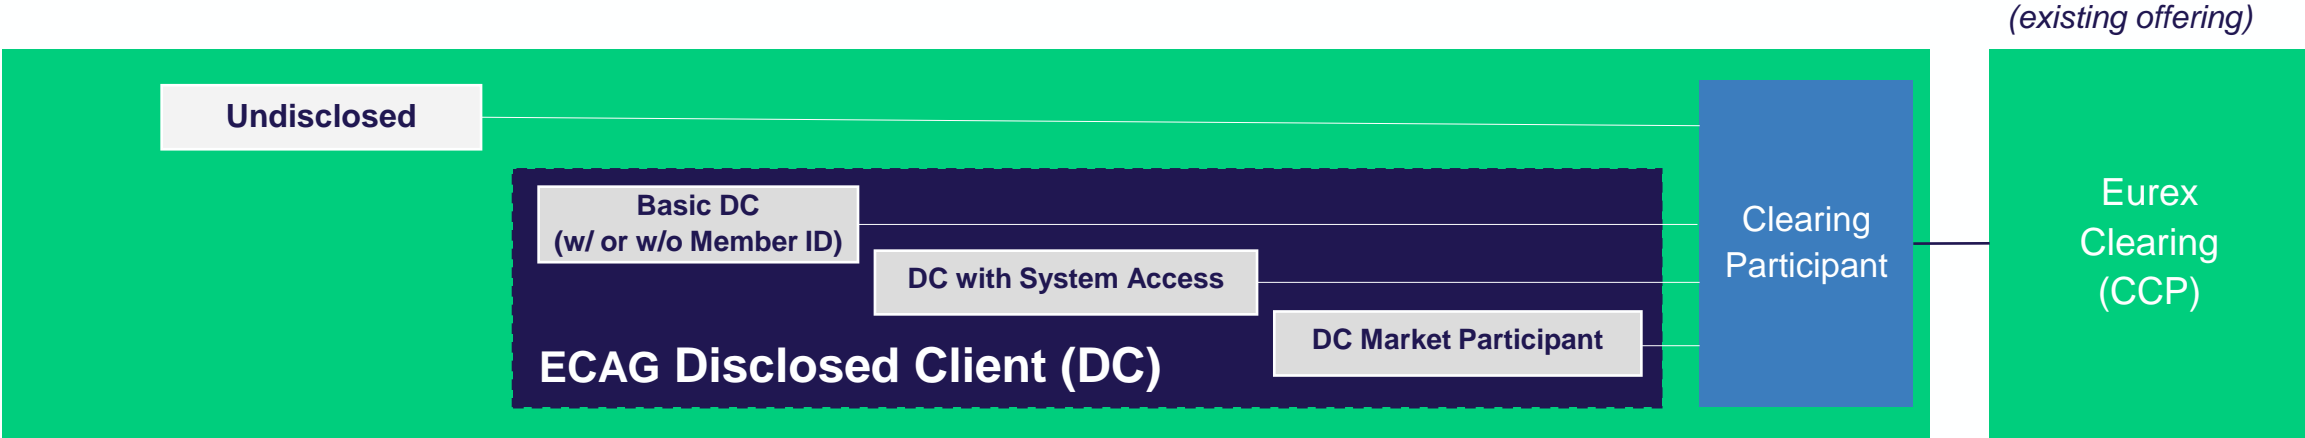 (existing offering)
Undisclosed
Basic DC
(w/ or w/o Member ID)
DC with System Access
DC Market Participant
ECAG Disclosed Client (DC)
Clearing
Participant
Eurex
Clearing
(CCP)